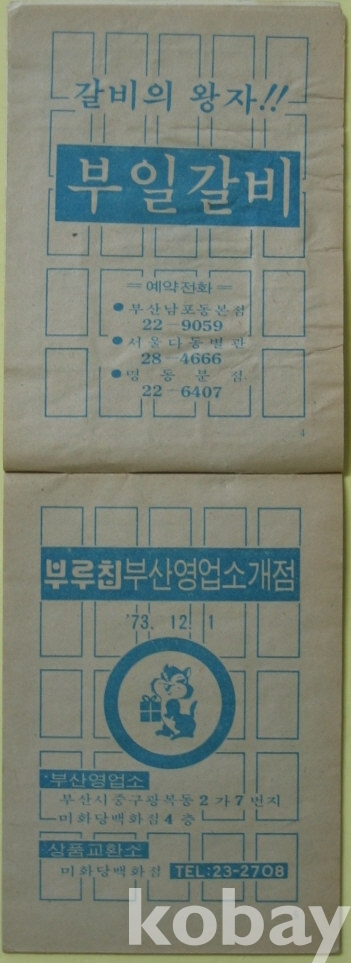 갈비의 왕자!!
부일갈비
=예약전화=
●부산남포동본점
22-9059
●서울다동별관
28-4666
●명동분점
22-6407
4
부루칩부산영업소개점
'73. 12. 1
부산영업소
부산시중구광복동2가7번지
미화당백화점4층
상품교환소
미화당백화점 TEL:23-2708
kobay